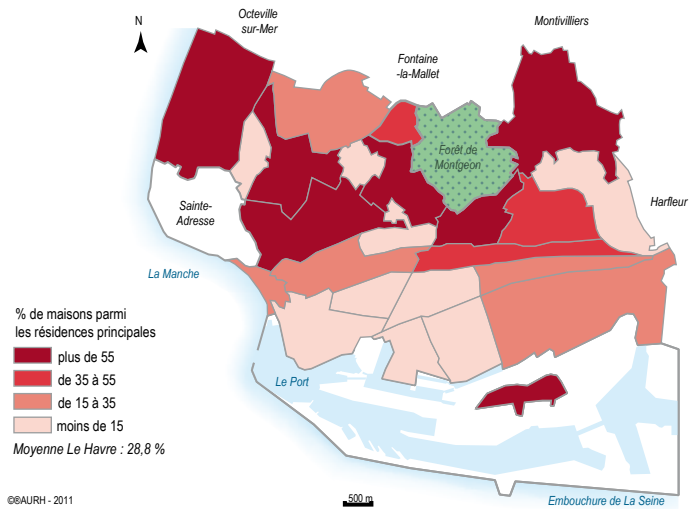 N
Octeville
sur-Mer
Montivilliers
Fontaine
-la-Mallet
Forêt de
Montgeon
Sainte-
Adresse
Harfleur
La Manche
% de maisons parmi
les résidences principales
plus de 55
de 35 à 55
de 15 à 35
moins de 15
Moyenne Le Havre : 28,8 %
Le Port
©®AURH - 2011
500 m
Embouchure de La Seine